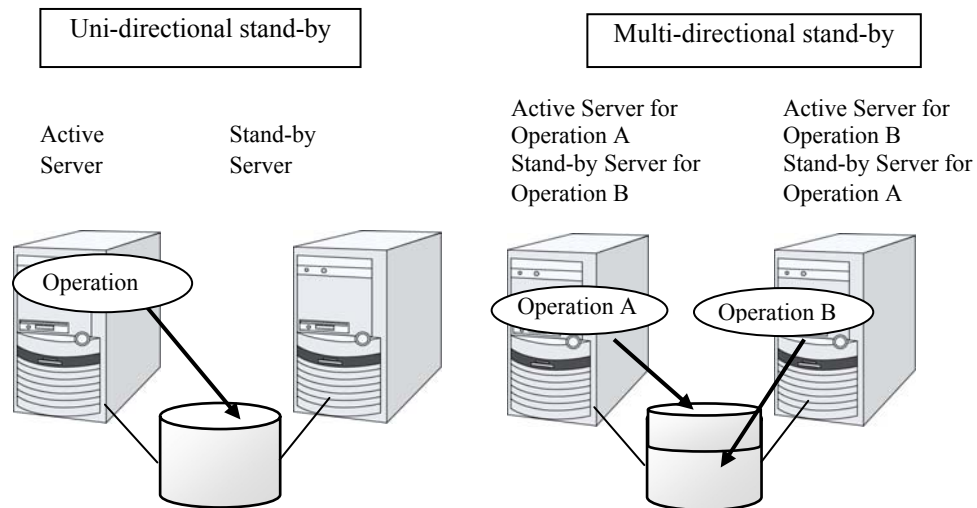 Uni-directional stand-by
Multi-directional stand-by
Active
Server
Stand-by
Server
Active Server for
Operation A
Stand-by Server for
Operation B
Active Server for
Operation B
Stand-by Server for
Operation A
Operation
Operation A
Operation B